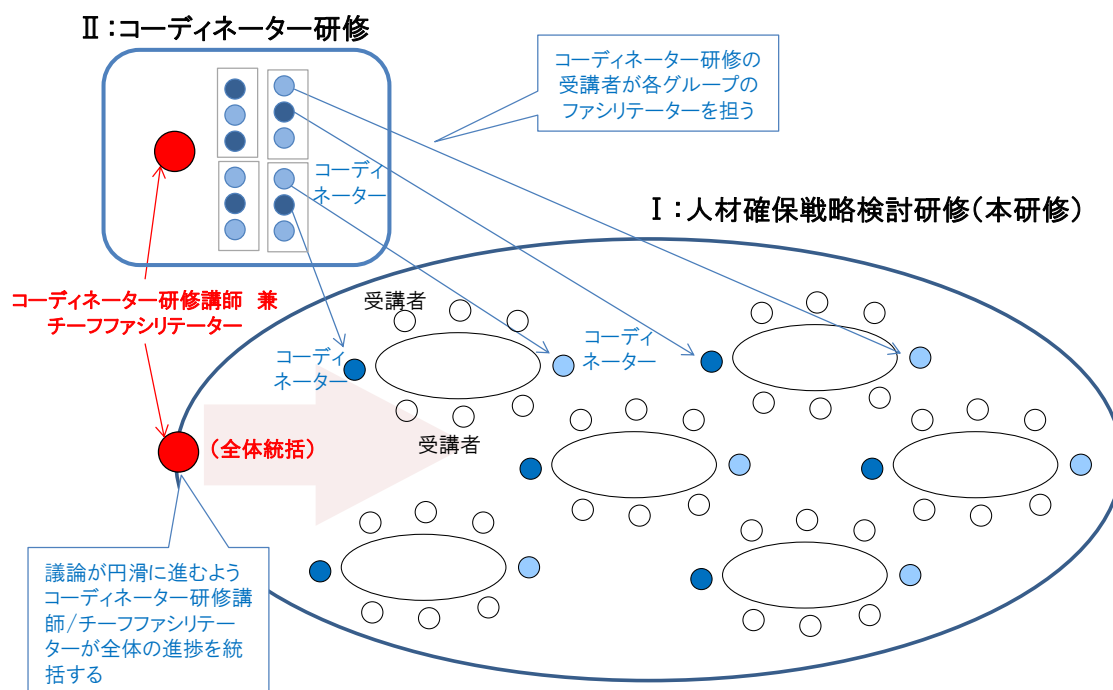 Ⅱ：コーディネーター研修
コーディネーター研修の
受講者が各グループの
ファシリテーターを担う
コーディ
ネーター
Ⅰ：人材確保戦略検討研修（本研修）
コーディネーター研修講師　兼
チーフファシリテーター
受講者
コーディ
ネーター
コーディ
ネーター
受講者
（全体統括）
議論が円滑に進むよう
コーディネーター研修講
師/チーフファシリテー
ターが全体の進捗を統
括する